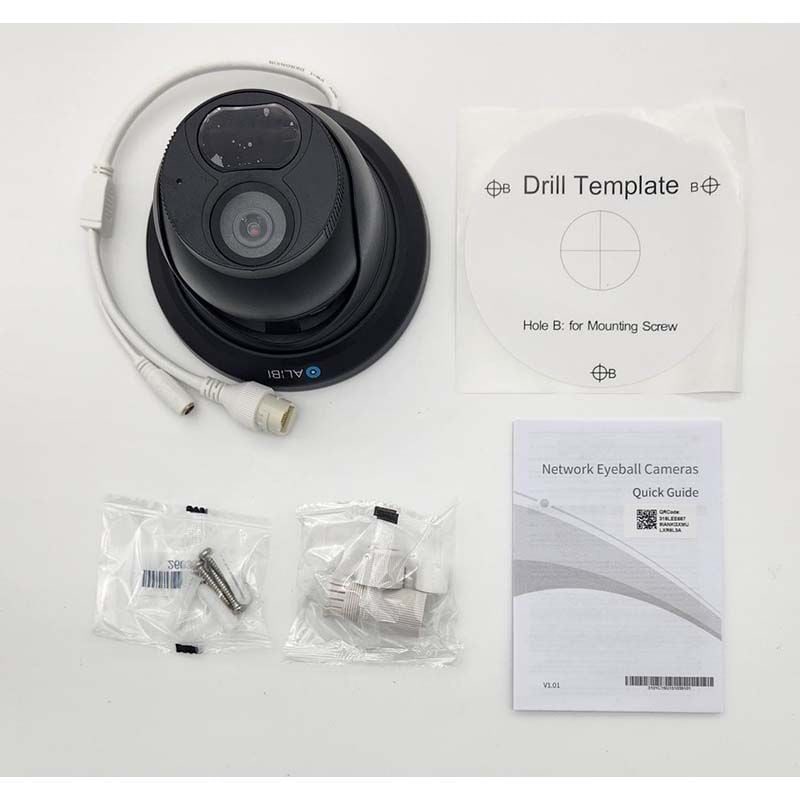 ALIBI
B Drill Template B
Hole B: for Mounting Screw
B
Network Eyeball Cameras
Quick Guide
QRCode:
V1.01